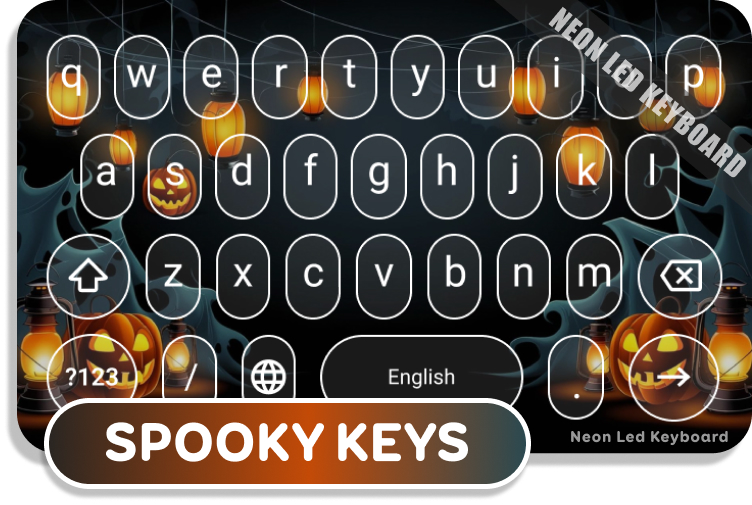 NEON LED KEYBOARD
q w e r t y u i p
a s d f g h j k l
z x c v b n m
?123 / English .
SPOOKY KEYS
Neon Led Keyboard